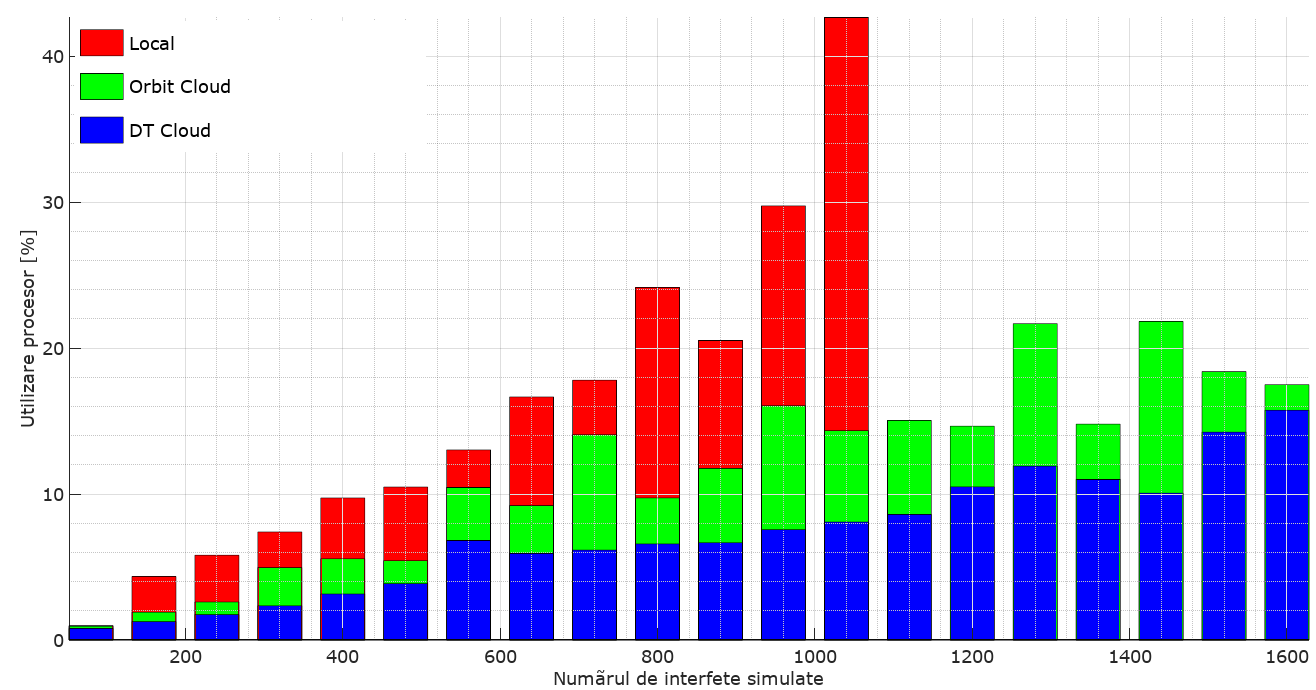 Local
Orbit Cloud
DT Cloud
Utilizare procesor [%]
40
30
20
10
0
200 400 600 800 1000 1200 1400 1600
Numãrul de interfete simulate